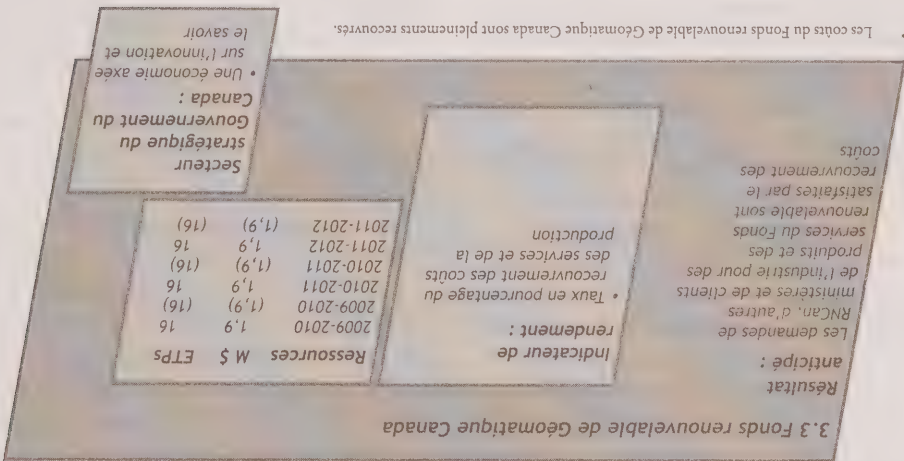 3.3 Fonds renouvelable de Géomatique Canada
Résultat
anticipé :
Les demandes de
RNCan, d'autres
ministères et de clients
de l'industrie pour des
produits et des
services du Fonds
renouvelable sont
satisfaites par le
recouvrement des
coûts
Indicateur de
rendement :
• Taux en pourcentage du
recouvrement des coûts
des services et de la
production
Ressources M $ ETPs
2009-2010 1,9 16
2009-2010 (1,9) (16)
2010-2011 1,9 16
2010-2011 (1,9) (16)
2011-2012 1,9 16
2011-2012 (1,9) (16)
Secteur
stratégique du
Gouvernement du
Canada :
• Une économie axée
sur l'innovation et
le savoir
Les coûts du Fonds renouvelable de Géomatique Canada sont pleinements recouvrés.